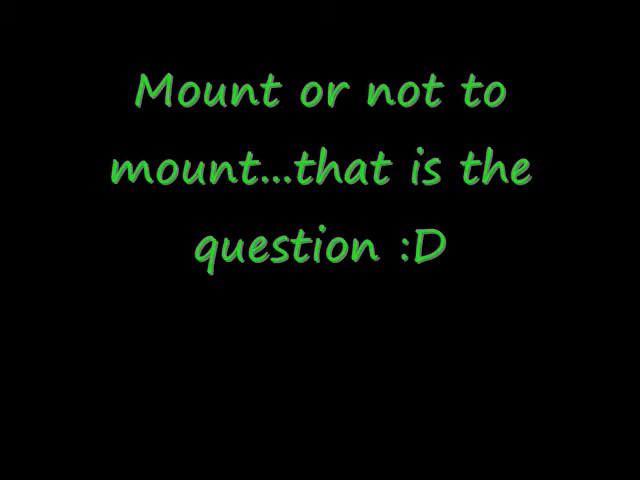 Mount or not to
mount...that is the
question :D